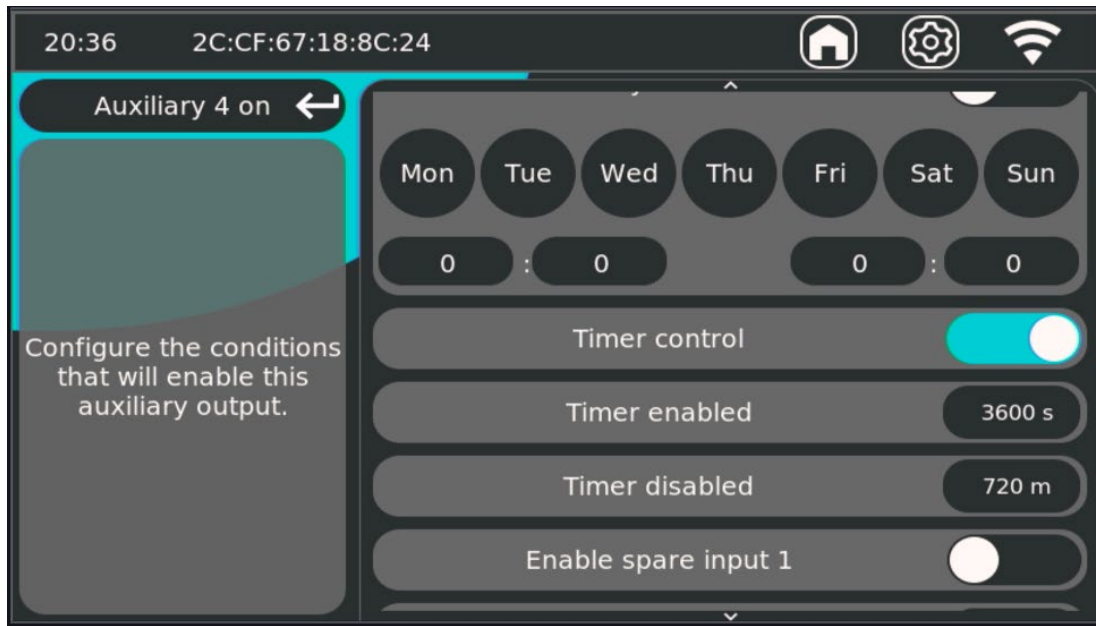 20:36 2C:CF:67:18:8C:24
Auxiliary 4 on
Mon Tue Wed Thu Fri Sat Sun
0 : 0 0 : 0
Configure the conditions
that will enable this
auxiliary output.
Timer control
Timer enabled 3600 s
Timer disabled 720 m
Enable spare input 1